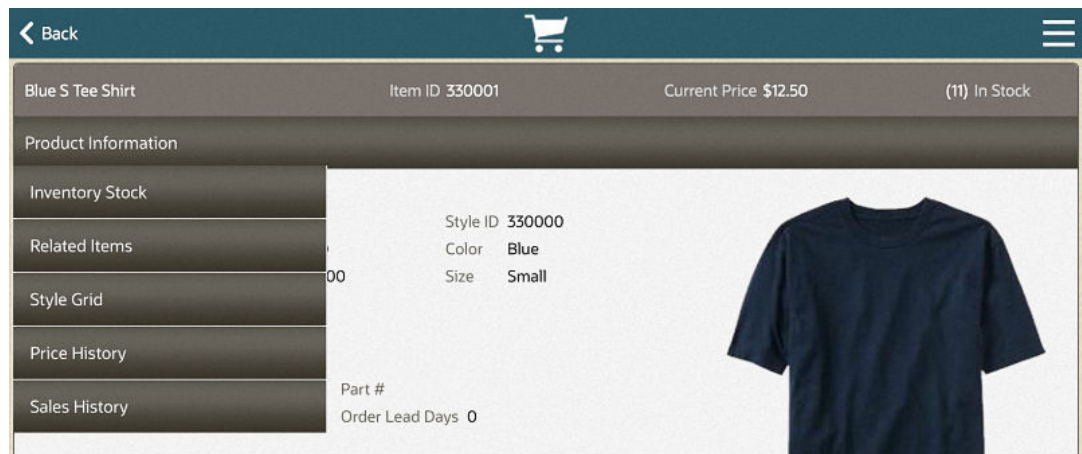 Back
Blue S Tee Shirt Item ID 330001 Current Price $12.50 (11) In Stock
Product Information
Inventory Stock
Related Items
Style Grid
Price History
Sales History
Style ID 330000
Color Blue
00 Size Small
Part #
Order Lead Days 0